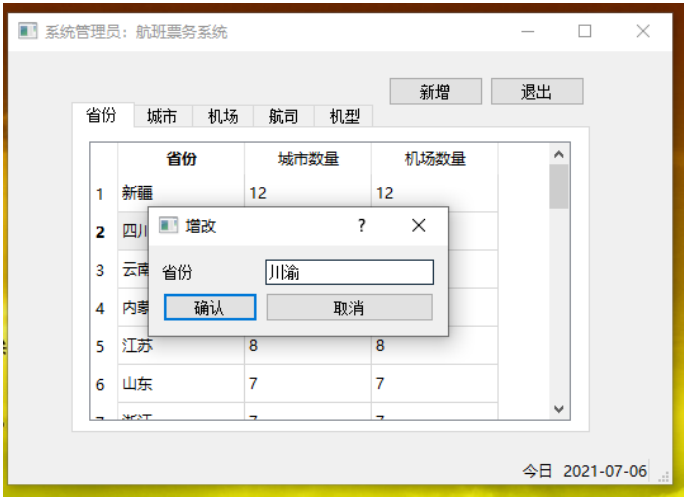 系统管理员：航班票务系统
新增 退出
省份 城市 机场 航司 机型
省份 城市数量 机场数量
1 新疆 12 12
增改 ?
2 四川
3 云南
省份 川渝
4 内蒙
确认 取消
5 江苏 8 8
6 山东 7 7
今日 2021-07-06